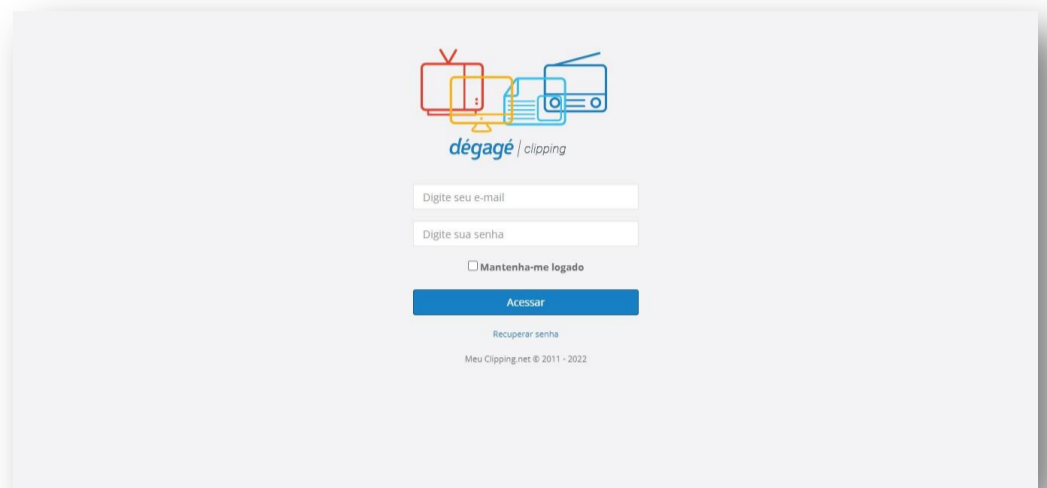 dégagé | clipping
Digite seu e-mail
Digite sua senha
Mantenha-me logado
Acessar
Recuperar senha
Meu Clipping.net © 2011 - 2022